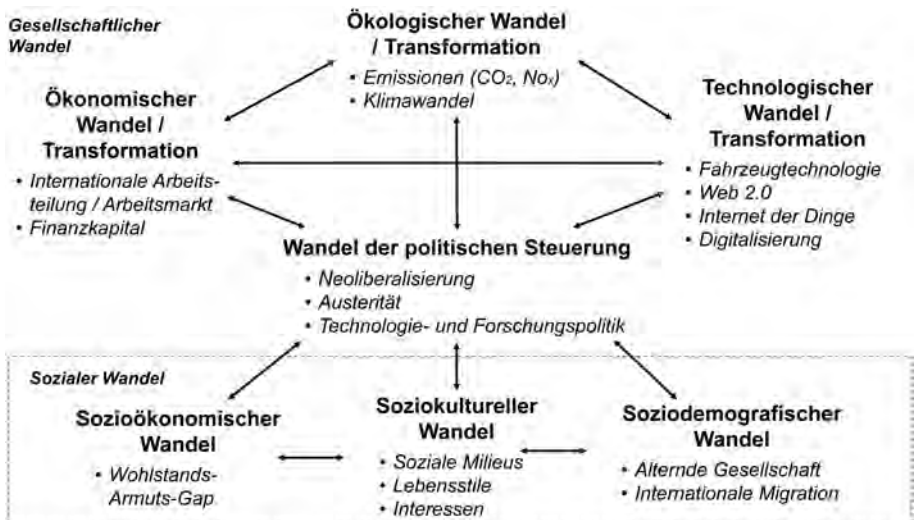 Gesellschaftlicher
Wandel
Ökologischer Wandel
/ Transformation
• Emissionen (CO₂, Noₓ)
• Klimawandel
Ökonomischer
Wandel /
Transformation
• Internationale Arbeits-
teilung / Arbeitsmarkt
• Finanzkapital
Technologischer
Wandel /
Transformation
• Fahrzeugtechnologie
• Web 2.0
• Internet der Dinge
• Digitalisierung
Wandel der politischen Steuerung
• Neoliberalisierung
• Austerität
• Technologie- und Forschungspolitik
Sozialer Wandel
Sozioökonomischer
Wandel
• Wohlstands-
Armuts-Gap
Soziokultureller
Wandel
• Soziale Milieus
• Lebensstile
• Interessen
Soziodemografischer
Wandel
• Alternde Gesellschaft
• Internationale Migration